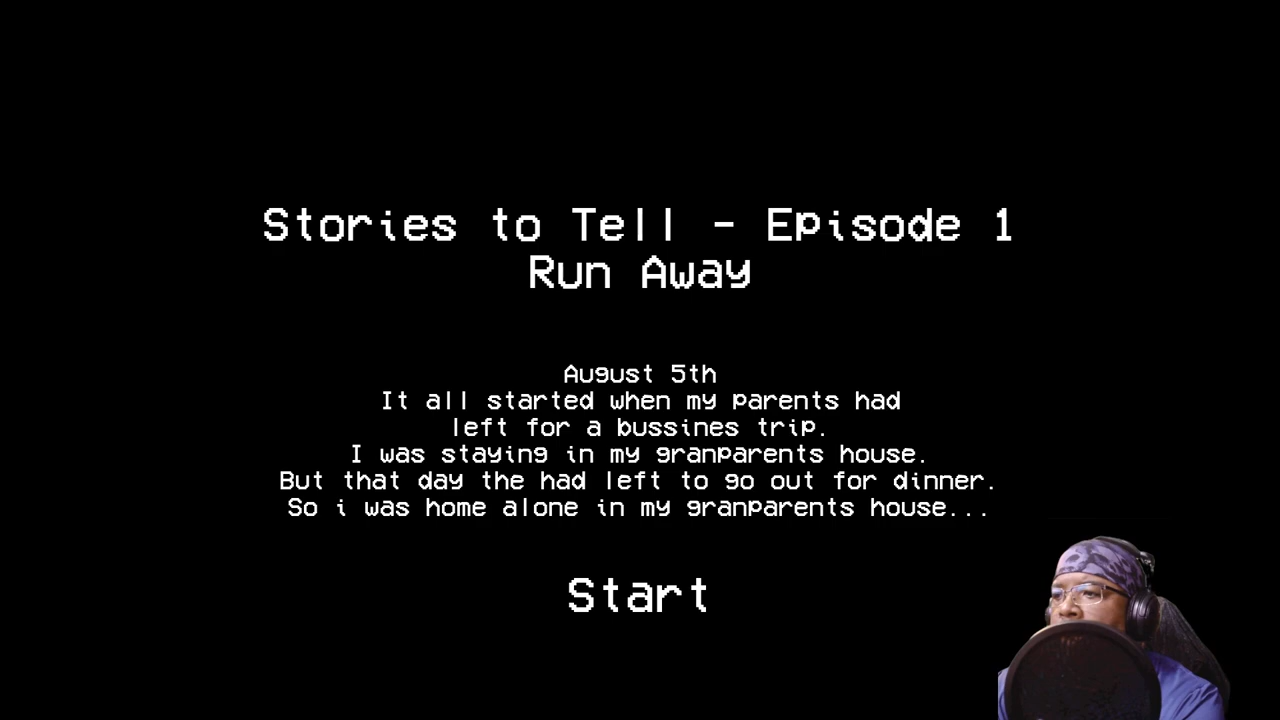 Stories to Tell - Episode 1
Run Away
August 5th
It all started when my parents had
left for a bussines trip.
I was staying in my granparents house.
But that day the had left to go out for dinner.
So i was home alone in my granparents house...
Start